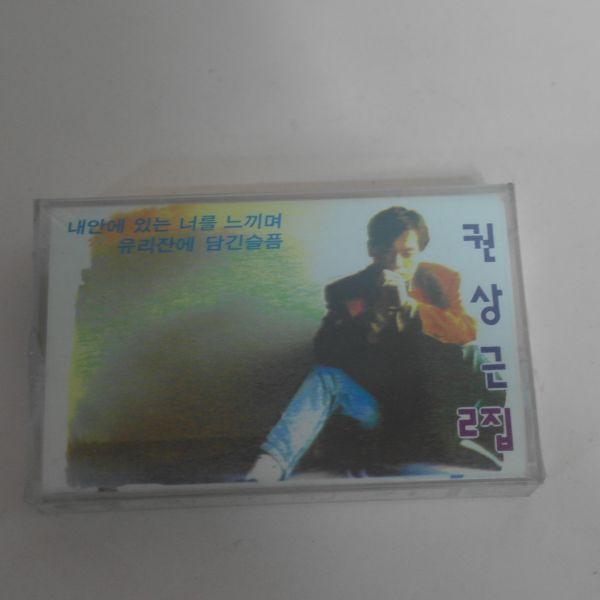 내안에 있는 너를 느끼며
유리잔에 담긴슬픔
권상근
2집